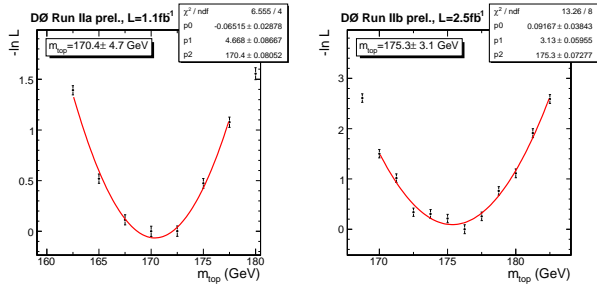 DØ Run IIa prel., L=1.1fb⁻¹
χ² / ndf 6.555 / 4
p0 -0.06515 ± 0.02878
p1 4.668 ± 0.08667
p2 170.4 ± 0.08052
-ln L
m_top=170.4± 4.7 GeV
1.5
1
0.5
0
160 165 170 175 180
m_top (GeV)
DØ Run IIb prel., L=2.5fb⁻¹
χ² / ndf 13.26 / 8
p0 0.09167 ± 0.03843
p1 3.13 ± 0.05955
p2 175.3 ± 0.07277
-ln L
m_top=175.3± 3.1 GeV
3
2
1
0
170 175 180
m_top (GeV)